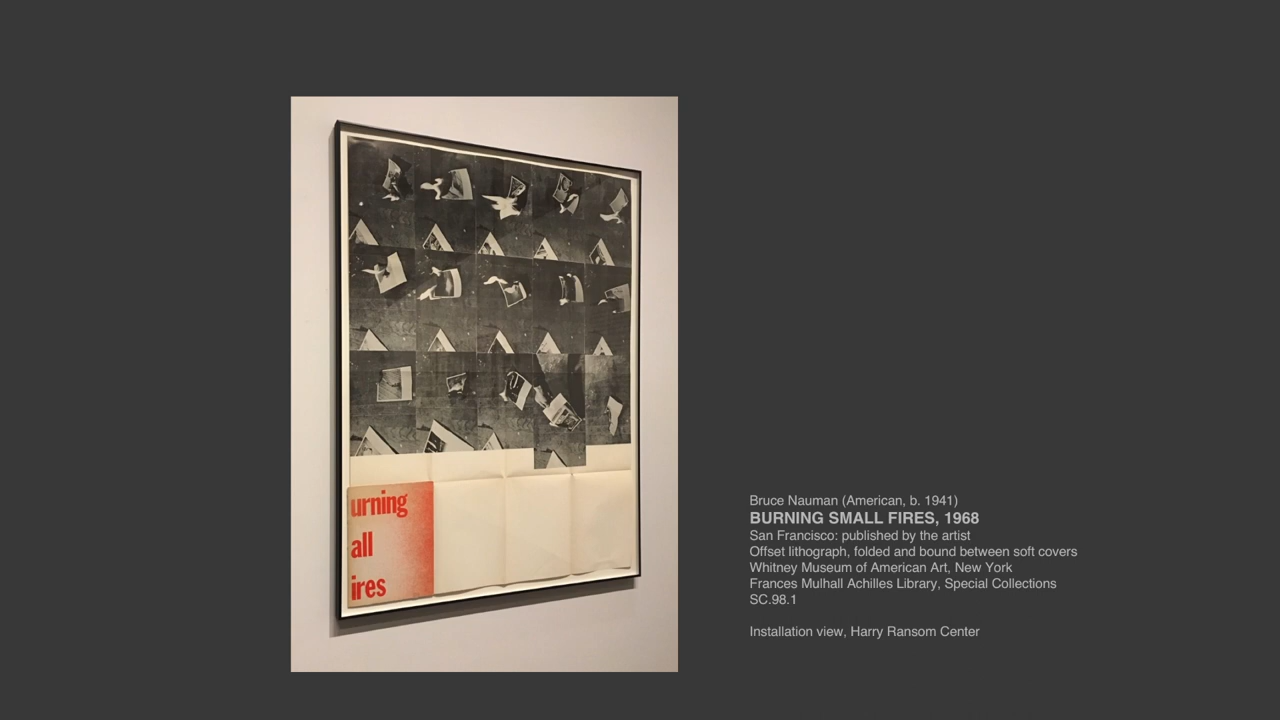 urning
all
ires
Bruce Nauman (American, b. 1941)
BURNING SMALL FIRES, 1968
San Francisco: published by the artist
Offset lithograph, folded and bound between soft covers
Whitney Museum of American Art, New York
Frances Mulhall Achilles Library, Special Collections
SC.98.1
Installation view, Harry Ransom Center